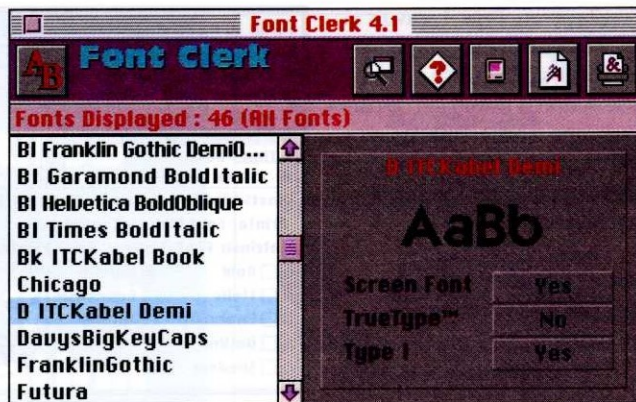 Font Clerk 4.1
AB
Font Clerk
Fonts Displayed : 46 (All Fonts)
BI Franklin Gothic DemiO...
BI Garamond BoldItalic
BI Helvetica BoldOblique
BI Times BoldItalic
Bk ITCKabel Book
Chicago
D ITCKabel Demi
DavysBigKeyCaps
FranklinGothic
Futura
D ITCKabel Demi
AaBb
Screen Font Yes
TrueType™ No
Type 1 Yes